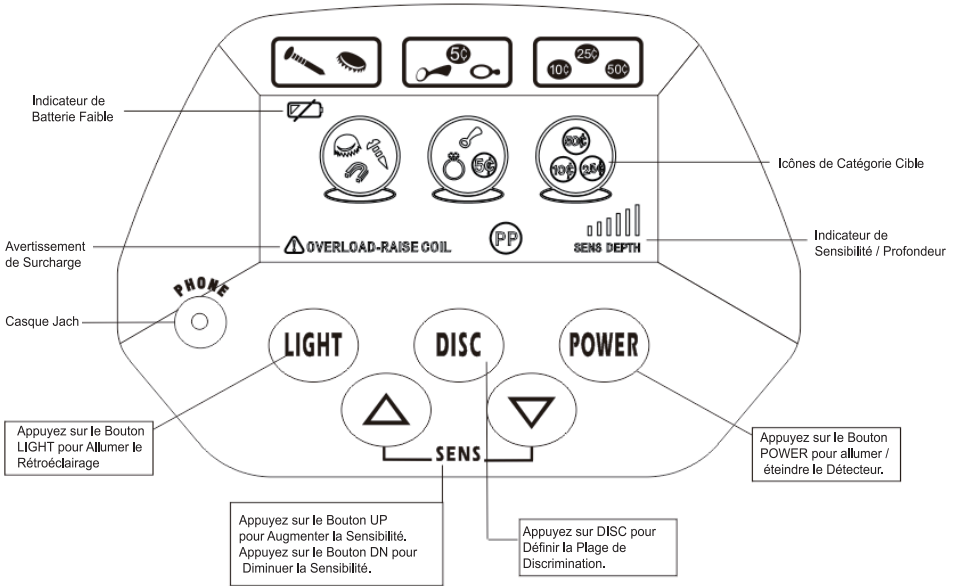 5¢
25¢
10¢ 50¢
Indicateur de
Batterie Faible
50¢
5¢
10¢ 25¢
Icônes de Catégorie Cible
Avertissement
de Surcharge
OVERLOAD-RAISE COIL
PP
SENS DEPTH
Indicateur de
Sensibilité / Profondeur
PHONE
Casque Jach
LIGHT
DISC
POWER
SENS
Appuyez sur le Bouton
LIGHT pour Allumer le
Rétroéclairage
Appuyez sur le Bouton
POWER pour allumer /
éteindre le Détecteur.
Appuyez sur le Bouton UP
pour Augmenter la Sensibilité.
Appuyez sur le Bouton DN pour
Diminuer la Sensibilité.
Appuyez sur DISC pour
Définir la Plage de
Discrimination.